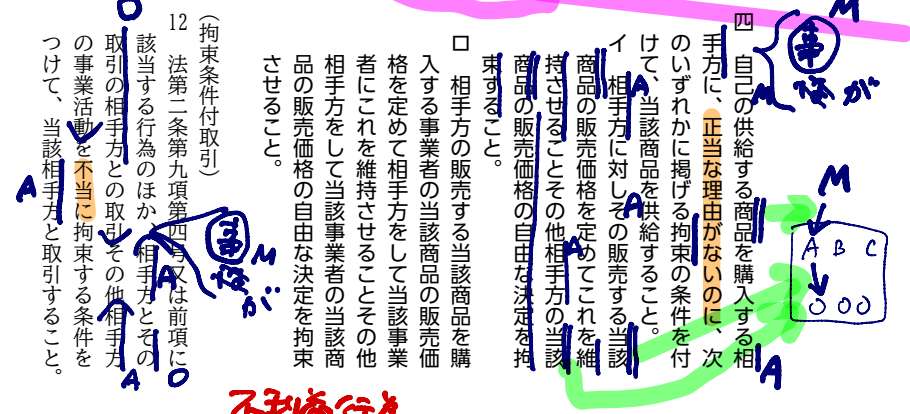 四　自己の供給する商品を購入する相
手方に、正当な理由がないのに、次
のいずれかに掲げる拘束の条件を付
けて、当該商品を供給すること。
イ　相手方に対しその販売する当該
商品の販売価格を定めてこれを維
持させることその他相手方の当該
商品の販売価格の自由な決定を拘
束すること。
ロ　相手方の販売する当該商品を購
入する事業者の当該商品の販売価
格を定めて相手方をして当該事業
者にこれを維持させることその他
相手方をして当該事業者の当該商
品の販売価格の自由な決定を拘束
させること。
（拘束条件付取引）
12　法第二条第九項第四号又は前項に
該当する行為のほか、相手方とその
取引の相手方との取引その他相手方
の事業活動を不当に拘束する条件を
つけて、当該相手方と取引すること。
M
が
M
A
A
A
A
M
A B C
M
が
A
O
A
A